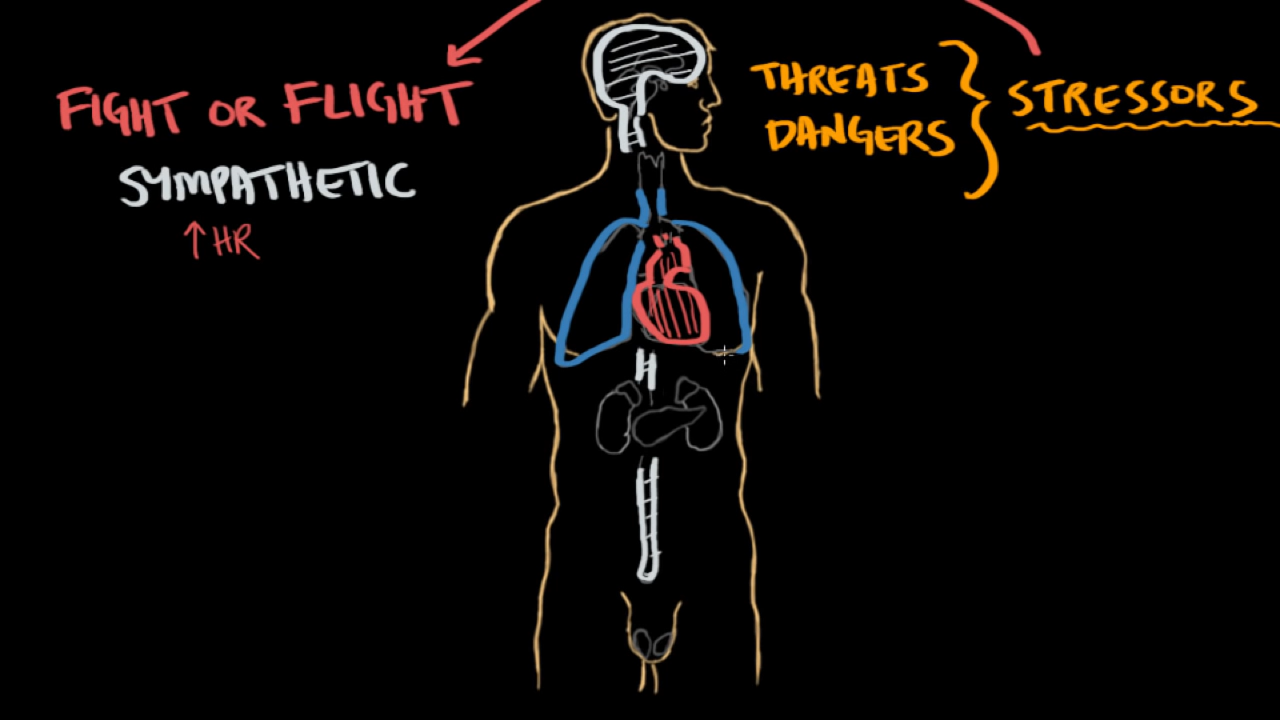 FIGHT OR FLIGHT
SYMPATHETIC
↑HR
THREATS
DANGERS
STRESSORS